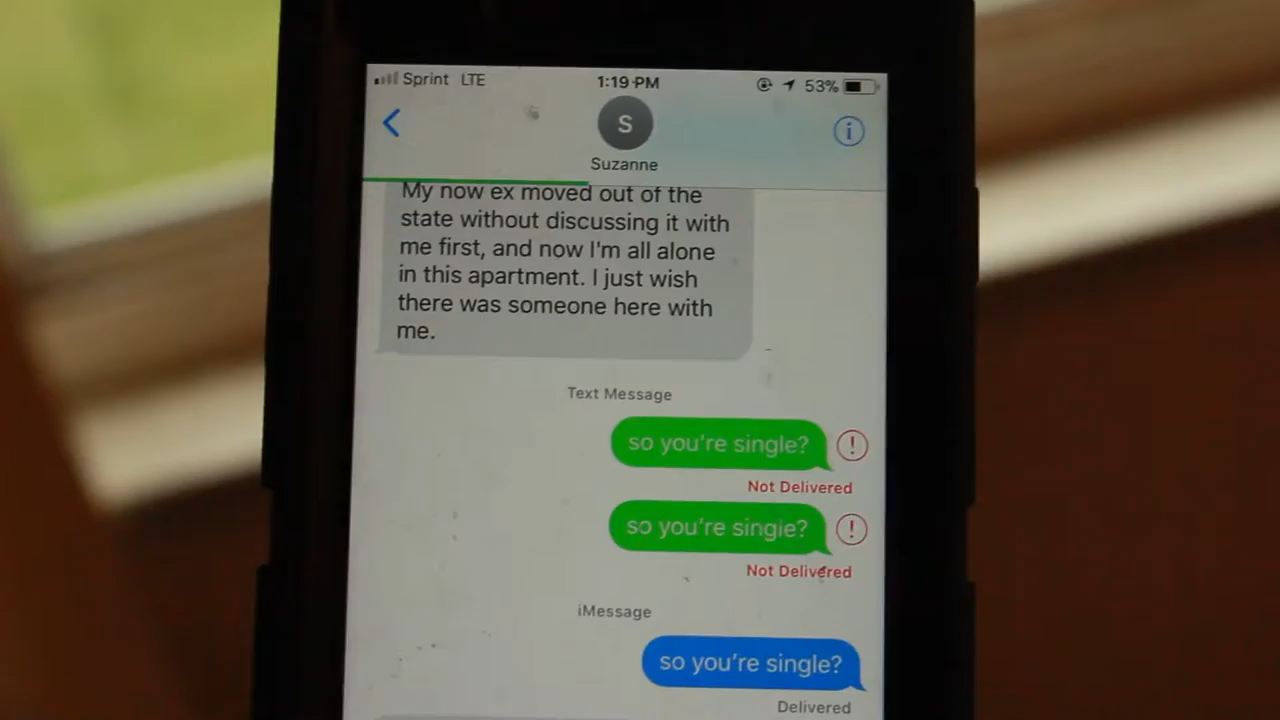 Sprint LTE 1:19 PM 53%
S
Suzanne
My now ex moved out of the
state without discussing it with
me first, and now I'm all alone
in this apartment. I just wish
there was someone here with
me.
Text Message
so you're single?
Not Delivered
so you're single?
Not Delivered
iMessage
so you're single?
Delivered